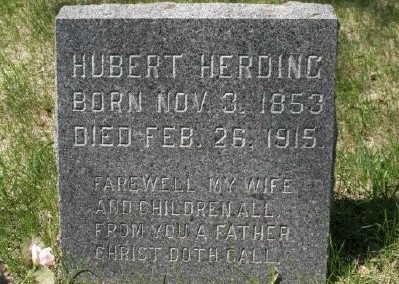 HUBERT HERDING
BORN NOV. 3. 1853
DIED FEB. 26. 1915.
FAREWELL MY WIFE
AND CHILDREN ALL,
FROM YOU A FATHER
CHRIST DOTH CALL.